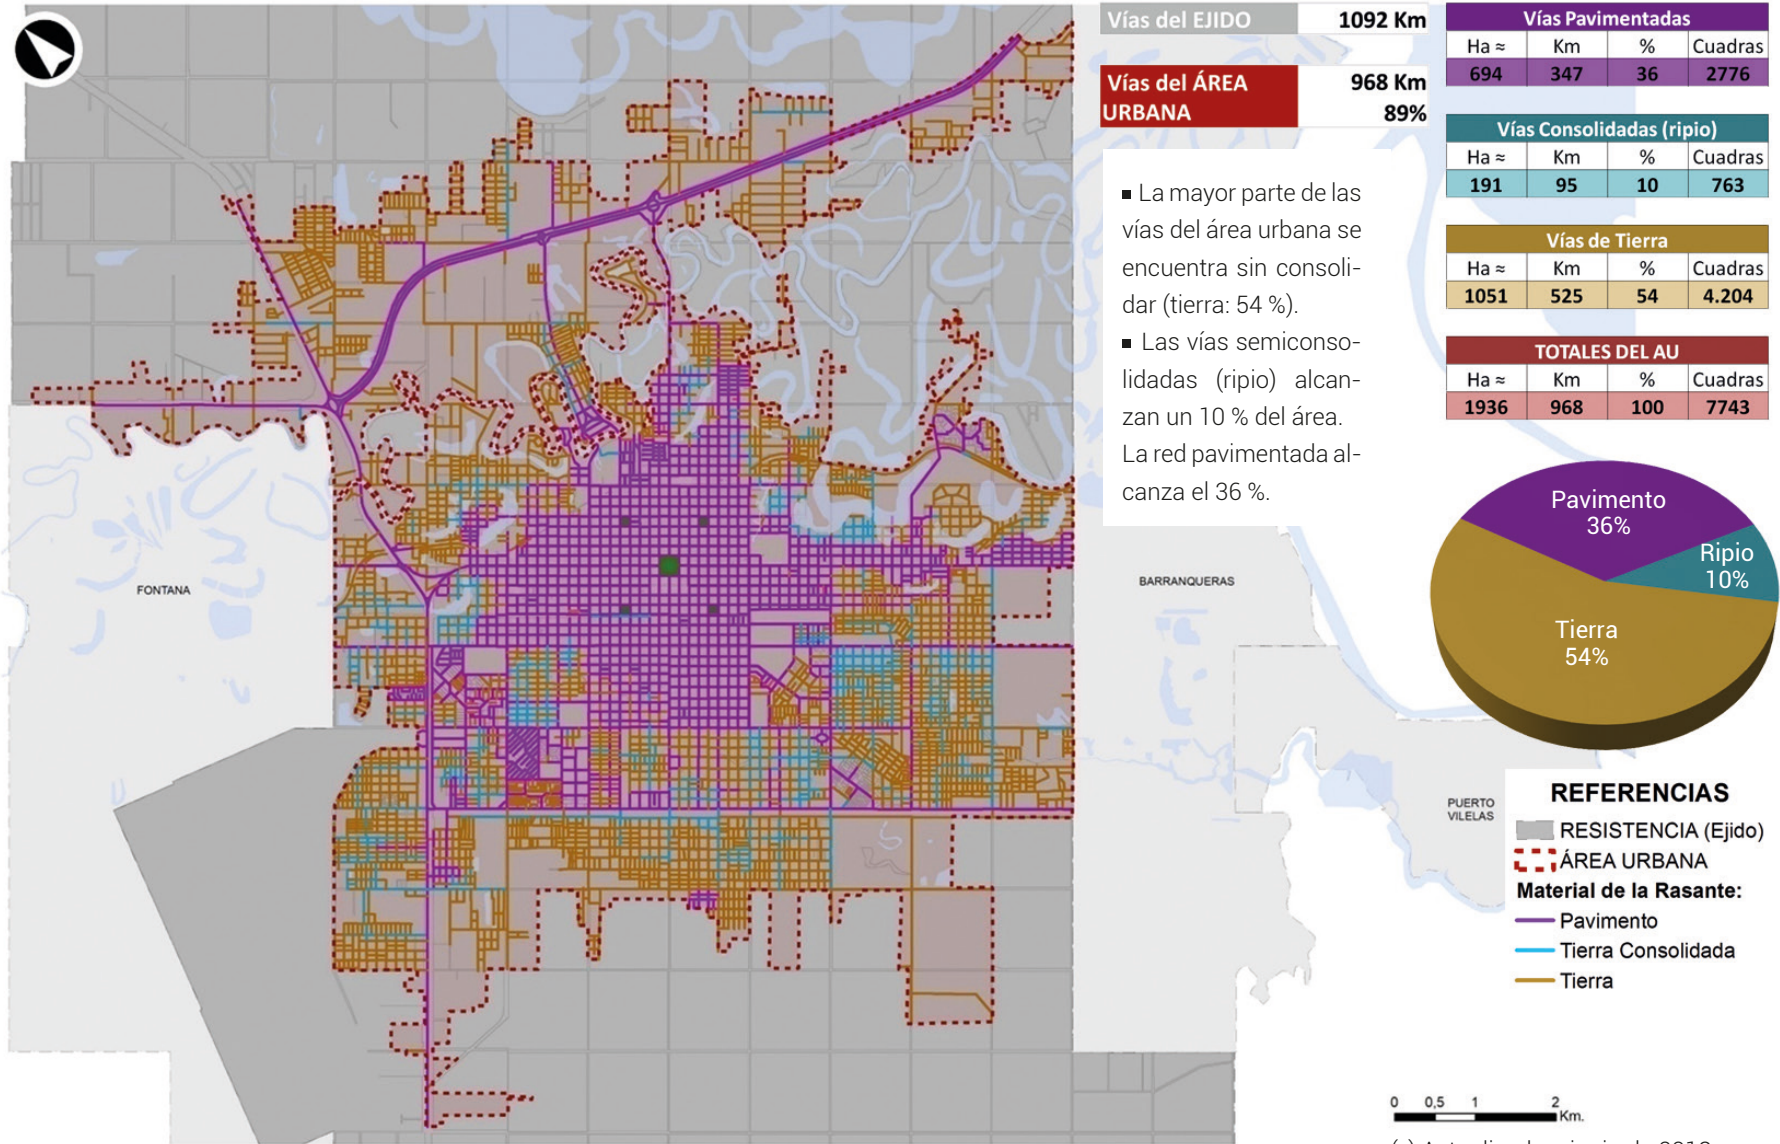 Vías del EJIDO 1092 Km
Vías del ÁREA 968 Km
URBANA 89%
▪ La mayor parte de las
vías del área urbana se
encuentra sin consoli-
dar (tierra: 54 %).
▪ Las vías semiconso-
lidadas (ripio) alcan-
zan un 10 % del área.
La red pavimentada al-
canza el 36 %.
Vías Pavimentadas
Ha ≈ Km % Cuadras
694 347 36 2776
Vías Consolidadas (ripio)
Ha ≈ Km % Cuadras
191 95 10 763
Vías de Tierra
Ha ≈ Km % Cuadras
1051 525 54 4.204
TOTALES DEL AU
Ha ≈ Km % Cuadras
1936 968 100 7743
Pavimento
36%
Ripio
10%
Tierra
54%
FONTANA
BARRANQUERAS
PUERTO
VILELAS
REFERENCIAS
RESISTENCIA (Ejido)
ÁREA URBANA
Material de la Rasante:
Pavimento
Tierra Consolidada
Tierra
0 0,5 1 2
Km.